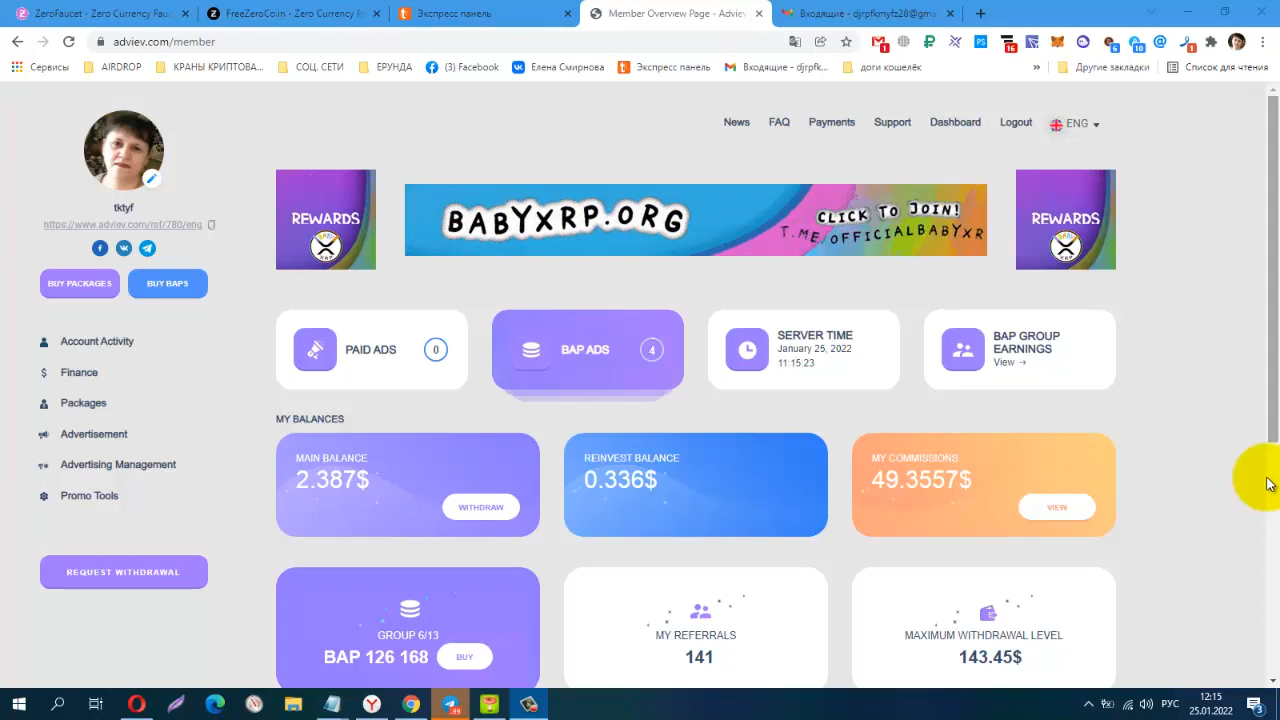 Zero Currency Fauc
FreeZeroCoin - Zero Currency F
Экспресс панель
Member Overview Page - Adviev
Входящие - djrpfkmyfz28@gma
adviev.com/member
Сервисы
AIRDROP
КРАНЫ КРИПТОВА...
СОЦ. СЕТИ
ЕРУНДА
(3) Facebook
Елена Смирнова
Экспресс панель
Входящие - djrpfk...
доги кошелёк
»
Другие закладки
Список для чтения
News
FAQ
Payments
Support
Dashboard
Logout
ENG
tktyf
https://www.adviev.com/ref/780/eng
BUY PACKAGES
BUY BAPS
REWARDS
BABYXRP.ORG
CLICK TO JOIN!
T.ME/OFFICIALBABYXR
REWARDS
PAID ADS
0
BAP ADS
4
SERVER TIME
January 25, 2022
11:15:23
BAP GROUP
EARNINGS
View →
Account Activity
Finance
Packages
Advertisement
Advertising Management
Promo Tools
REQUEST WITHDRAWAL
MY BALANCES
MAIN BALANCE
2.387$
WITHDRAW
REINVEST BALANCE
0.336$
MY COMMISSIONS
49.3557$
VIEW
GROUP 6/13
BAP 126 168
BUY
MY REFERRALS
141
MAXIMUM WITHDRAWAL LEVEL
143.45$
РУС
12:15
25.01.2022